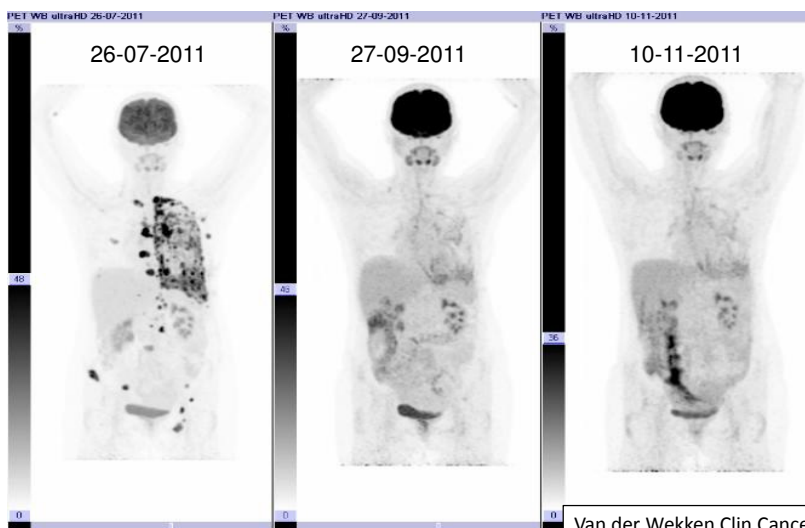 PET WB ultraHD 26-07-2011
PET WB ultraHD 27-09-2011
PET WB ultraHD 10-11-2011
%
%
%
26-07-2011
27-09-2011
10-11-2011
48
36
0
0
0
Van der Wekken Clin Cance